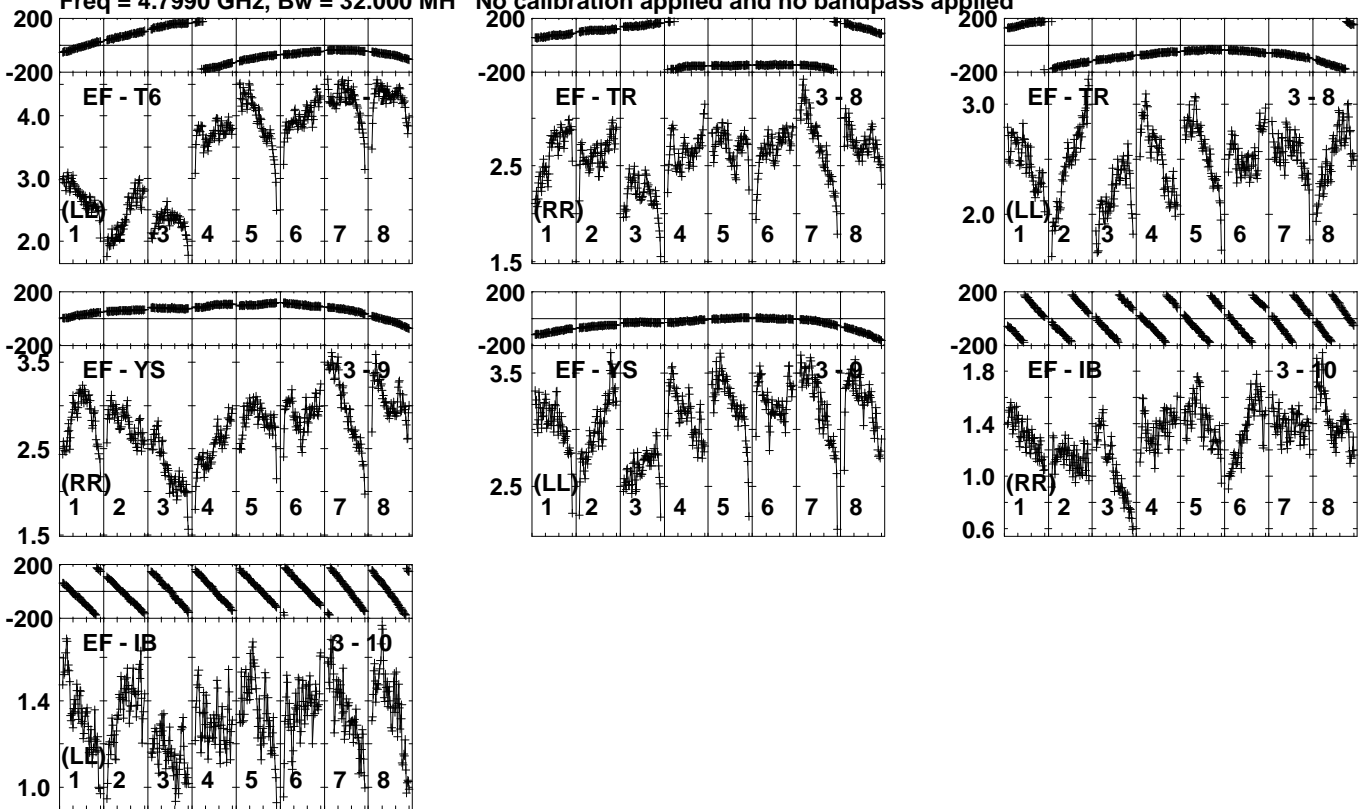 Freq = 4.7990 GHz, Bw = 32.000 MH No calibration applied and no bandpass applied
200
-200
EF - T6
4.0
3.0
2.0
(LL)
1 2 3 4 5 6 7 8
200
-200
EF - TR 3 - 8
2.5
1.5
(RR)
1 2 3 4 5 6 7 8
200
-200
EF - TR 3 - 8
3.0
2.0
(LL)
1 2 3 4 5 6 7 8
200
-200
EF - YS 3 - 9
3.5
2.5
1.5
(RR)
1 2 3 4 5 6 7 8
200
-200
EF - YS 3 - 9
3.5
2.5
(LL)
1 2 3 4 5 6 7 8
200
-200
EF - IB 3 - 10
1.8
1.4
1.0
0.6
(RR)
1 2 3 4 5 6 7 8
200
-200
EF - IB 3 - 10
1.4
1.0
(LL)
1 2 3 4 5 6 7 8